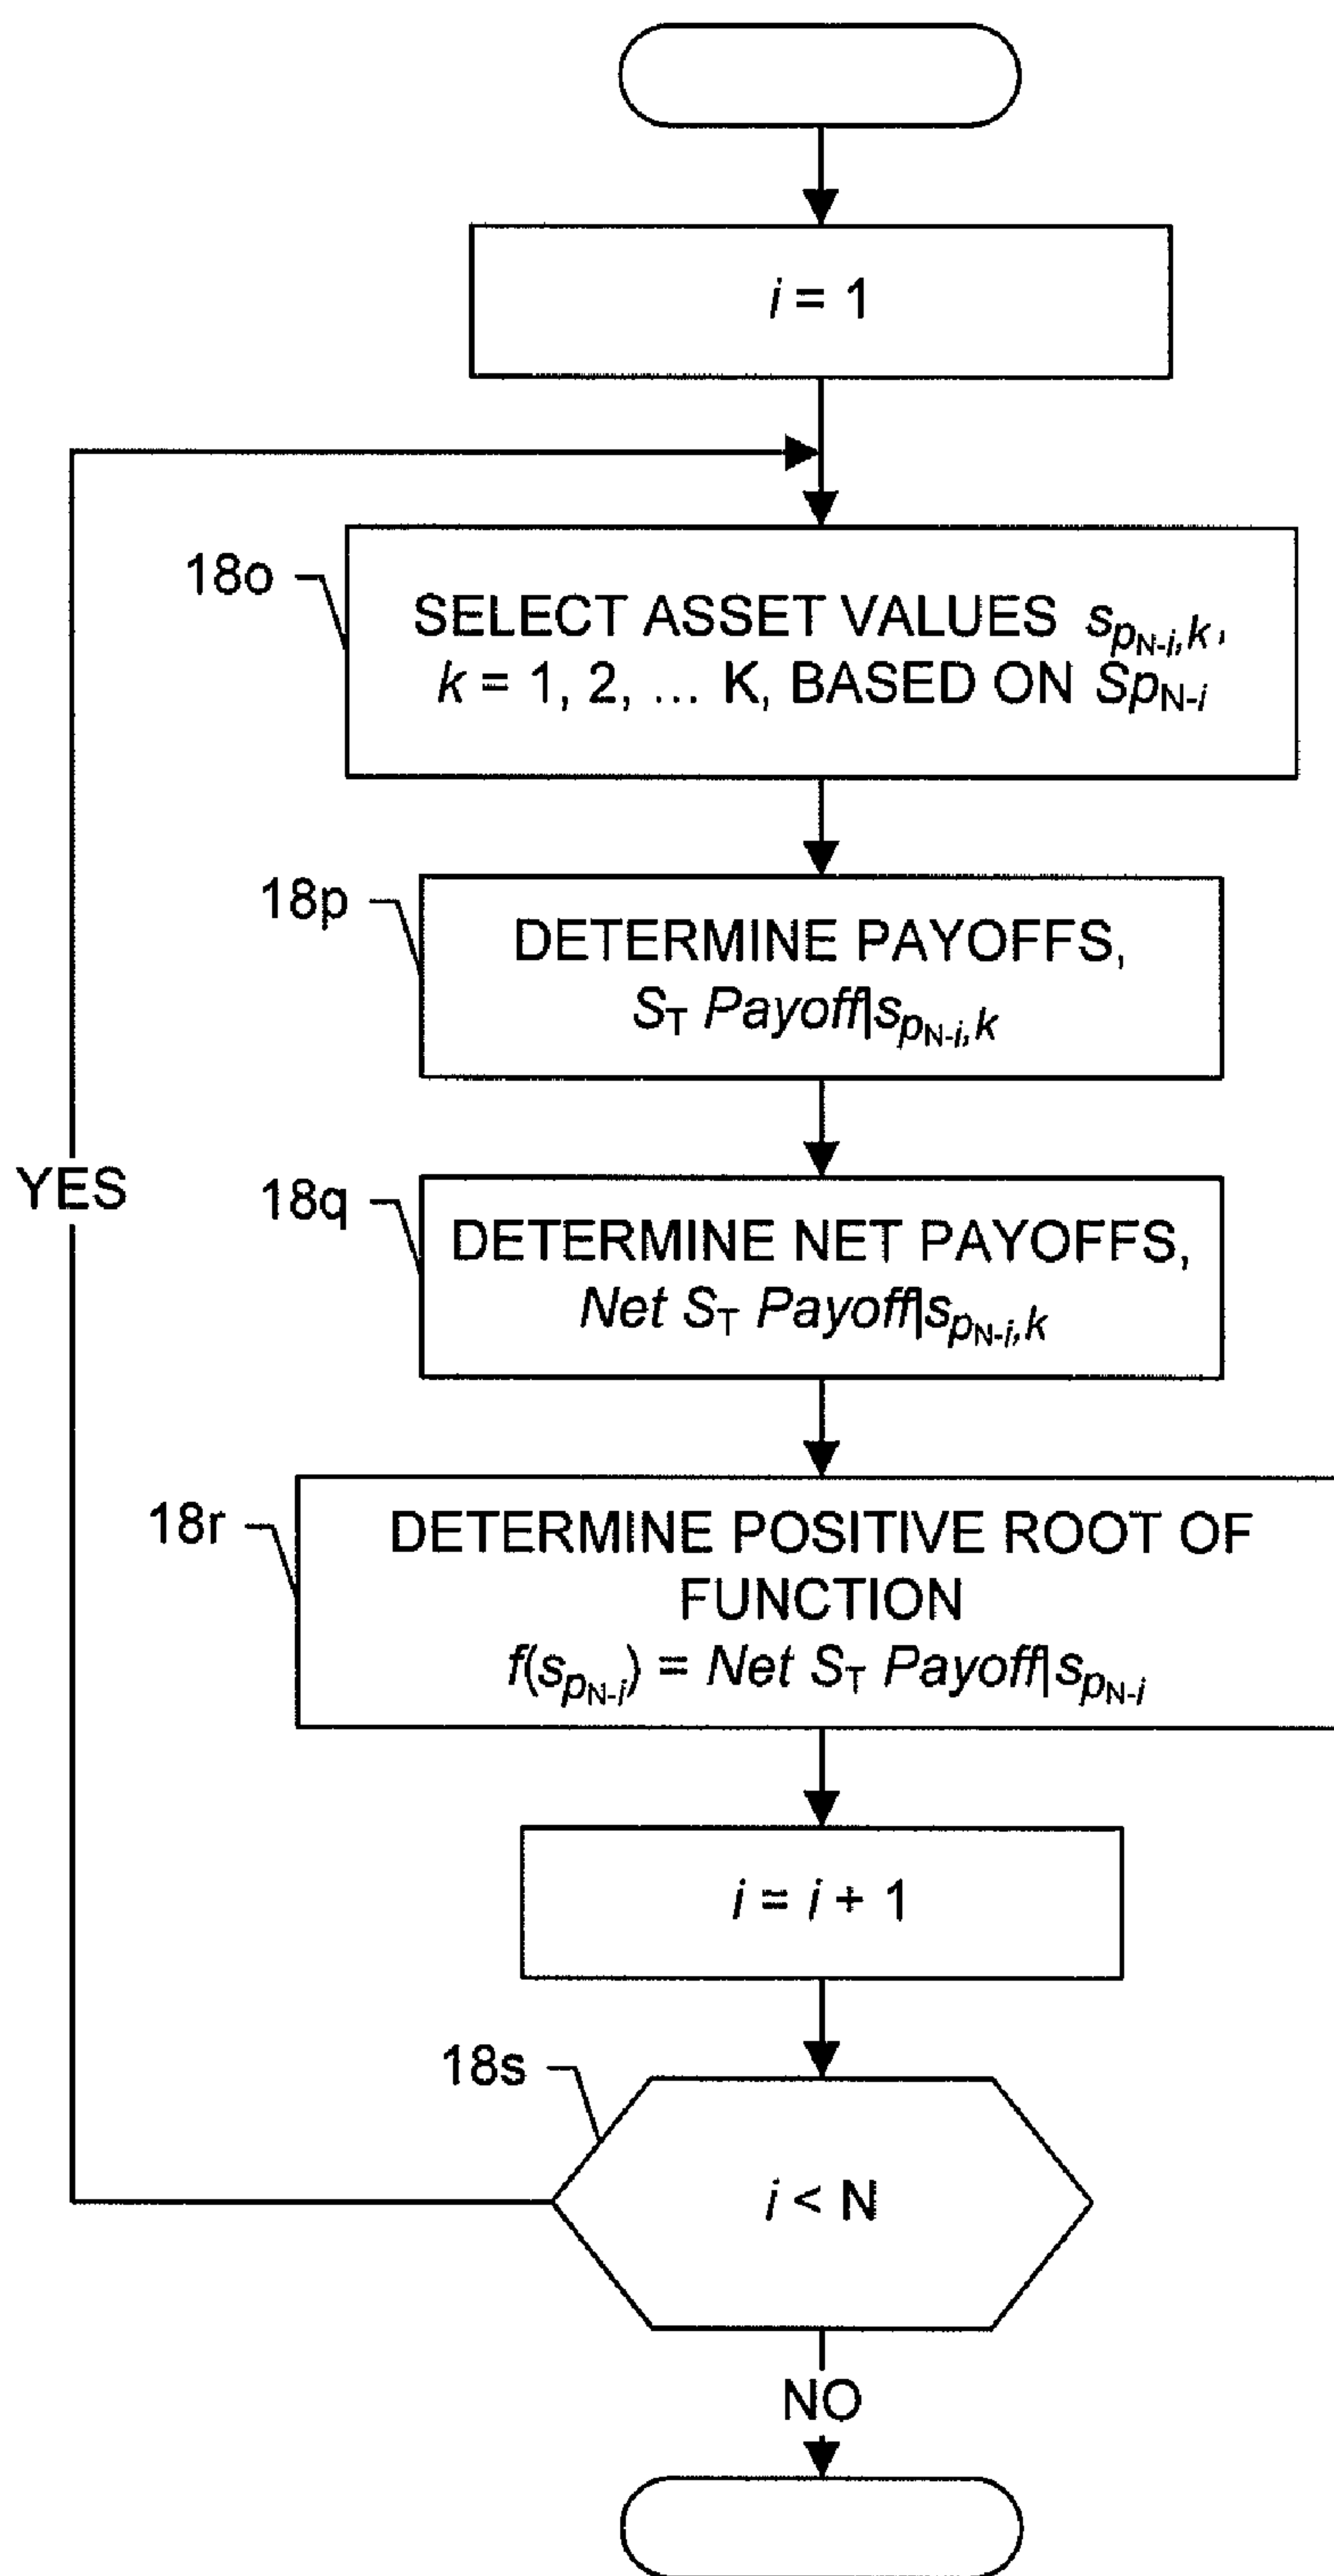 i = 1
18o
SELECT ASSET VALUES s_{p_{N-i},k},
k = 1, 2, ... K, BASED ON Sp_{N-i}
18p
DETERMINE PAYOFFS,
S_T Payoff|s_{p_{N-i},k}
YES
18q
DETERMINE NET PAYOFFS,
Net S_T Payoff|s_{p_{N-i},k}
18r
DETERMINE POSITIVE ROOT OF
FUNCTION
f(s_{p_{N-i}}) = Net S_T Payoff|s_{p_{N-i}}
i = i + 1
18s
i < N
NO